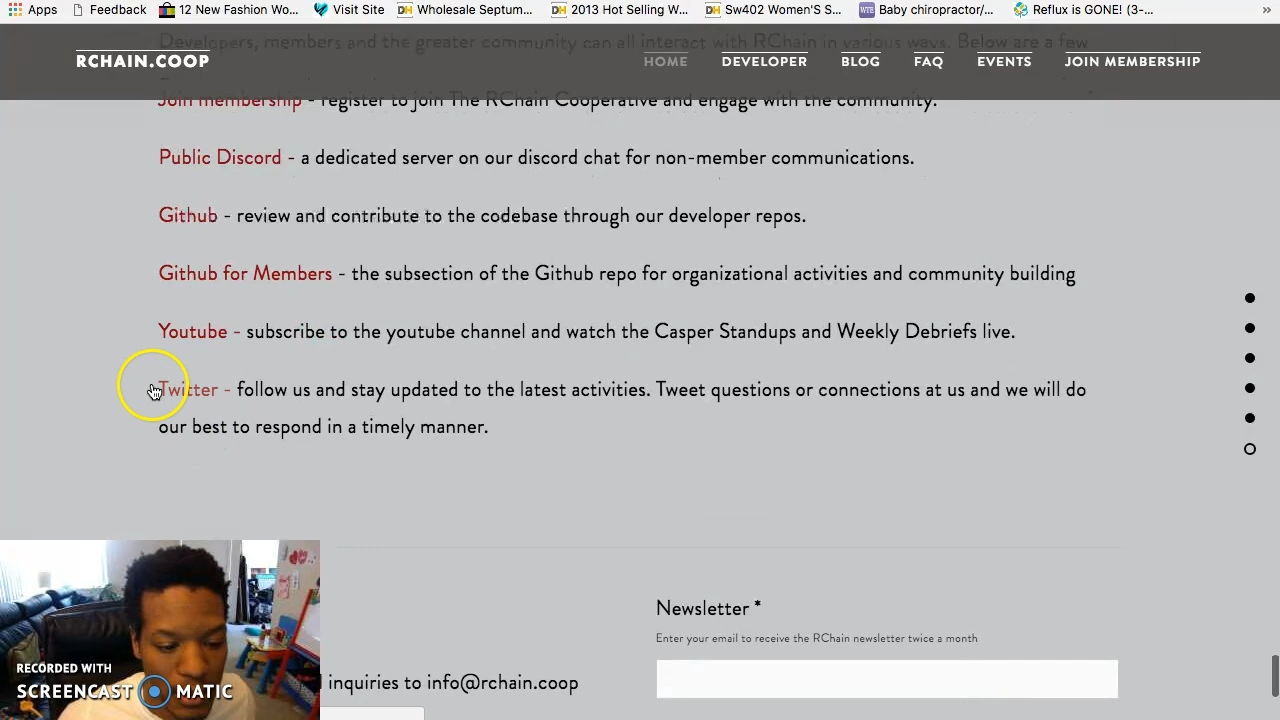 Apps Feedback 12 New Fashion Wo... Visit Site Wholesale Septum... 2013 Hot Selling W... Sw402 Women'S S... Baby chiropractor/... Reflux is GONE! (3-... »
Developers, members and the greater community can all interact with RChain in various ways. Below are a few
RCHAIN.COOP HOME DEVELOPER BLOG FAQ EVENTS JOIN MEMBERSHIP
Join membership - register to join The RChain Cooperative and engage with the community.
Public Discord - a dedicated server on our discord chat for non-member communications.
Github - review and contribute to the codebase through our developer repos.
Github for Members - the subsection of the Github repo for organizational activities and community building
Youtube - subscribe to the youtube channel and watch the Casper Standups and Weekly Debriefs live.
Twitter - follow us and stay updated to the latest activities. Tweet questions or connections at us and we will do
our best to respond in a timely manner.
Newsletter *
Enter your email to receive the RChain newsletter twice a month
inquiries to info@rchain.coop
RECORDED WITH
SCREENCAST MATIC